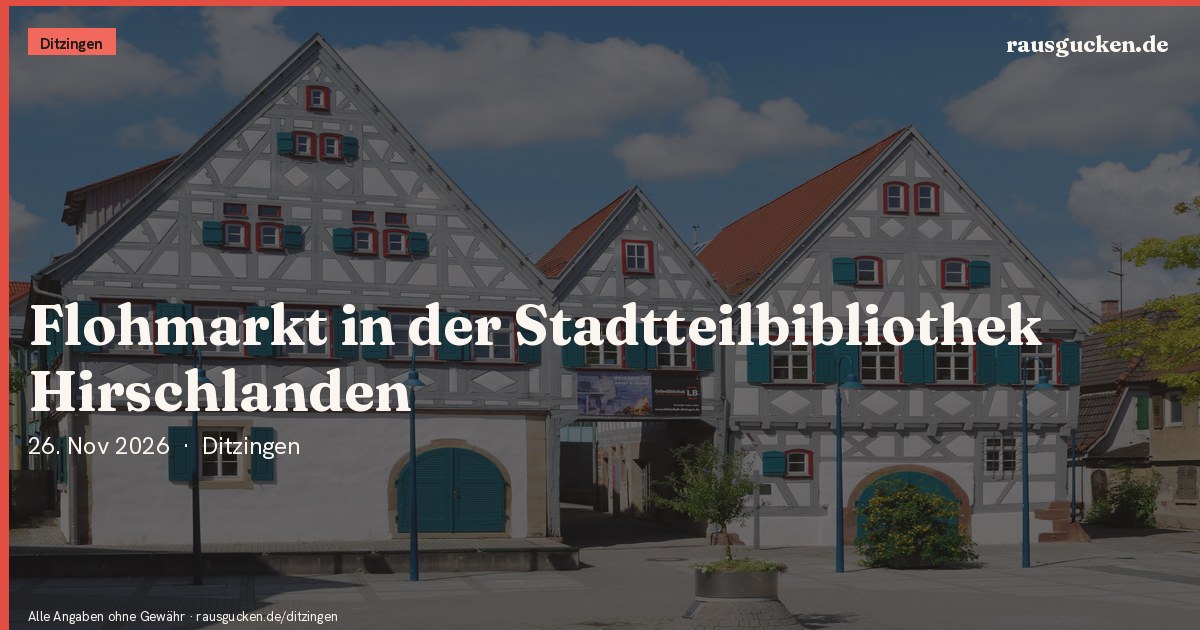 Ditzingen
rausgucken.de
Flohmarkt in der Stadtteilbibliothek
Hirschlanden
26. Nov 2026 · Ditzingen
Alle Angaben ohne Gewähr · rausgucken.de/ditzingen